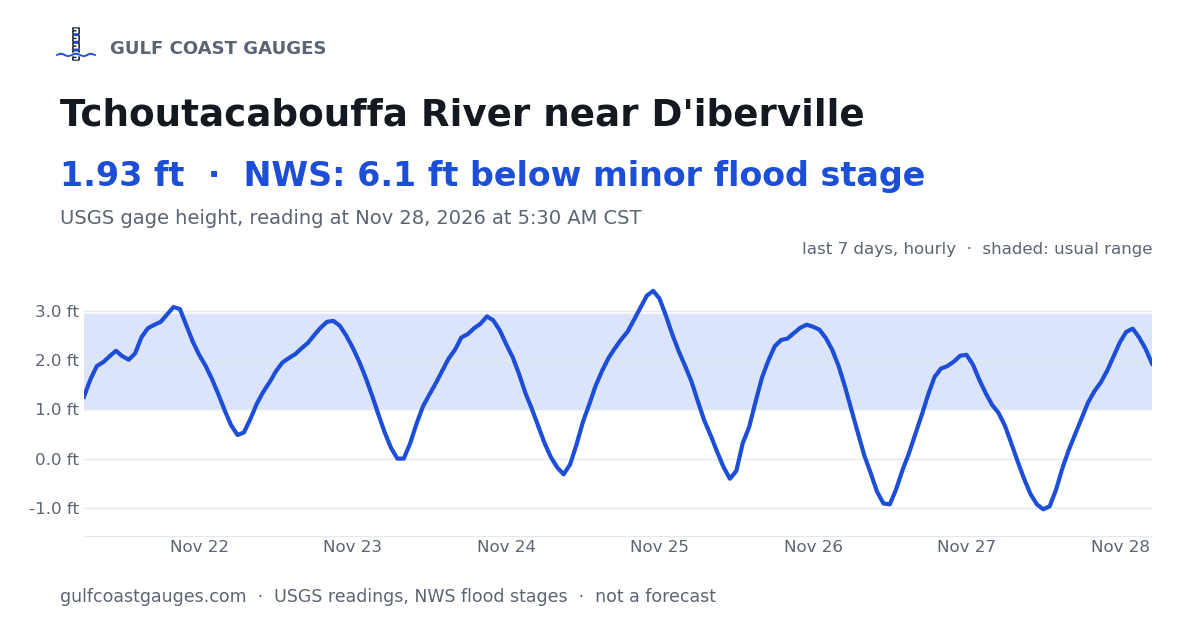 GULF COAST GAUGES
Tchoutacabouffa River near D'iberville
1.93 ft · NWS: 6.1 ft below minor flood stage
USGS gage height, reading at Nov 28, 2026 at 5:30 AM CST
last 7 days, hourly · shaded: usual range
3.0 ft
2.0 ft
1.0 ft
0.0 ft
-1.0 ft
Nov 22 Nov 23 Nov 24 Nov 25 Nov 26 Nov 27 Nov 28
gulfcoastgauges.com · USGS readings, NWS flood stages · not a forecast